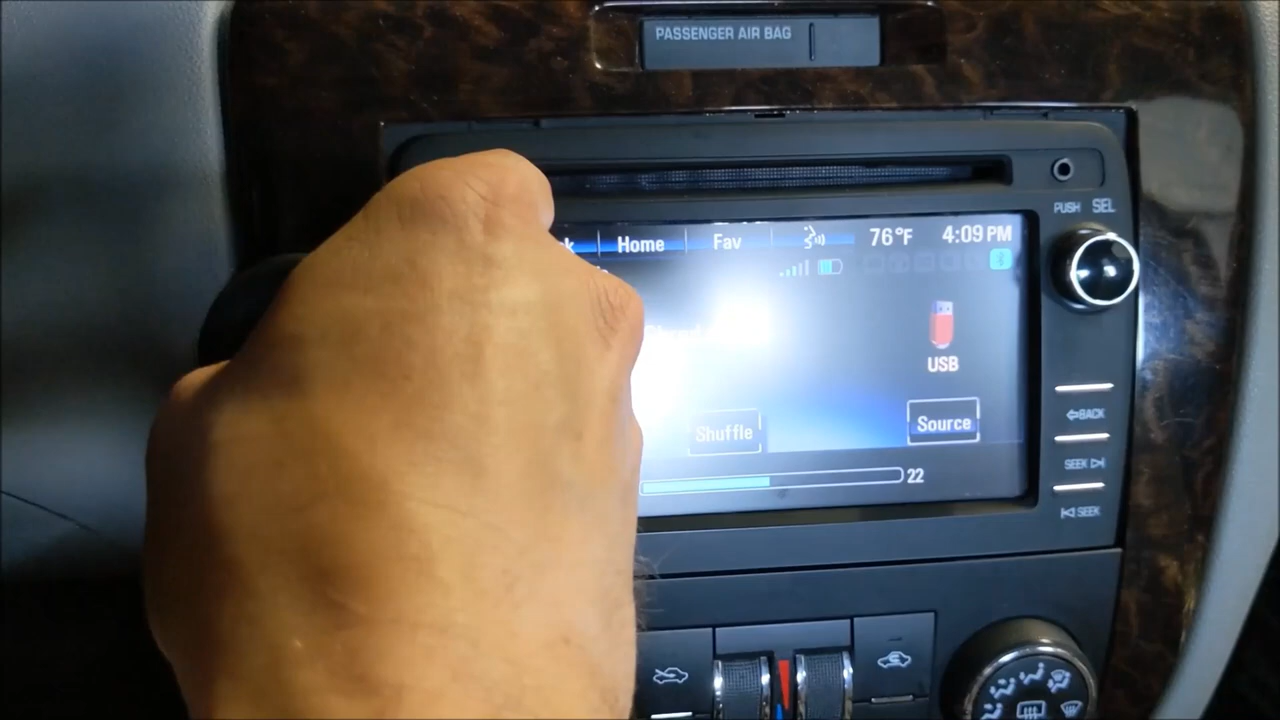 PASSENGER AIR BAG
PUSH SEL
Home Fav 76°F 4:09 PM
USB
Shuffle
Source
BACK
SEEK
22
SEEK